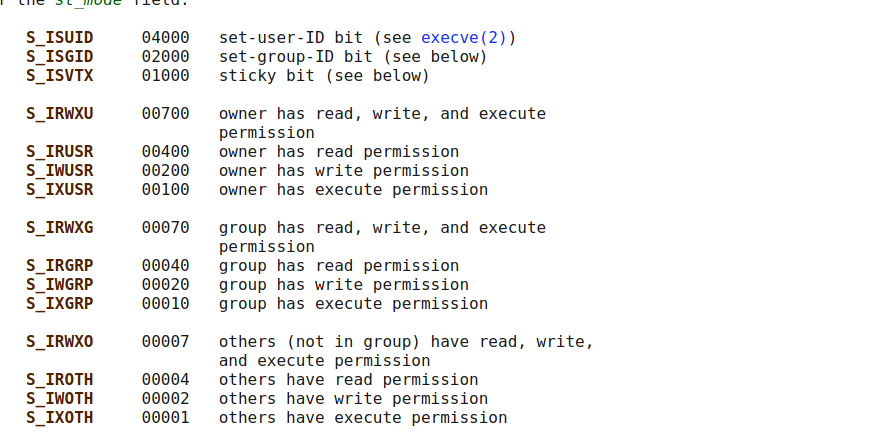 the st_mode field:
S_ISUID 04000 set-user-ID bit (see execve(2))
S_ISGID 02000 set-group-ID bit (see below)
S_ISVTX 01000 sticky bit (see below)
S_IRWXU 00700 owner has read, write, and execute
permission
S_IRUSR 00400 owner has read permission
S_IWUSR 00200 owner has write permission
S_IXUSR 00100 owner has execute permission
S_IRWXG 00070 group has read, write, and execute
permission
S_IRGRP 00040 group has read permission
S_IWGRP 00020 group has write permission
S_IXGRP 00010 group has execute permission
S_IRWXO 00007 others (not in group) have read, write,
and execute permission
S_IROTH 00004 others have read permission
S_IWOTH 00002 others have write permission
S_IXOTH 00001 others have execute permission